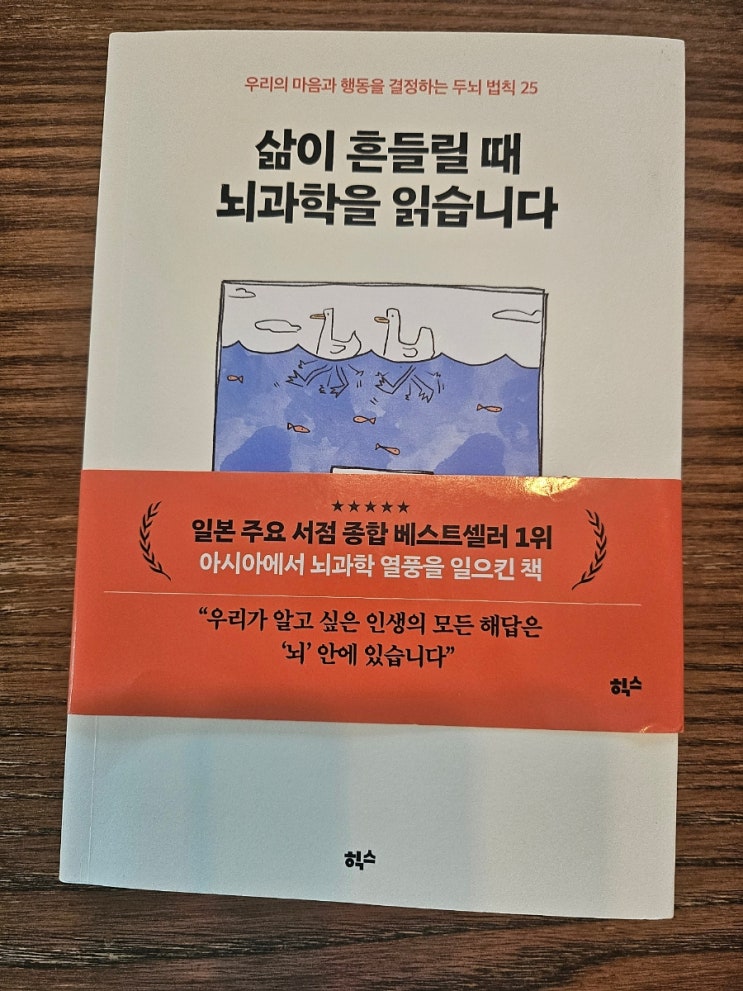 우리의 마음과 행동을 결정하는 두뇌 법칙 25
삶이 흔들릴 때
뇌과학을 읽습니다
★★★★★
일본 주요 서점 종합 베스트셀러 1위
아시아에서 뇌과학 열풍을 일으킨 책
“우리가 알고 싶은 인생의 모든 해답은
‘뇌’ 안에 있습니다”
힉스
힉스